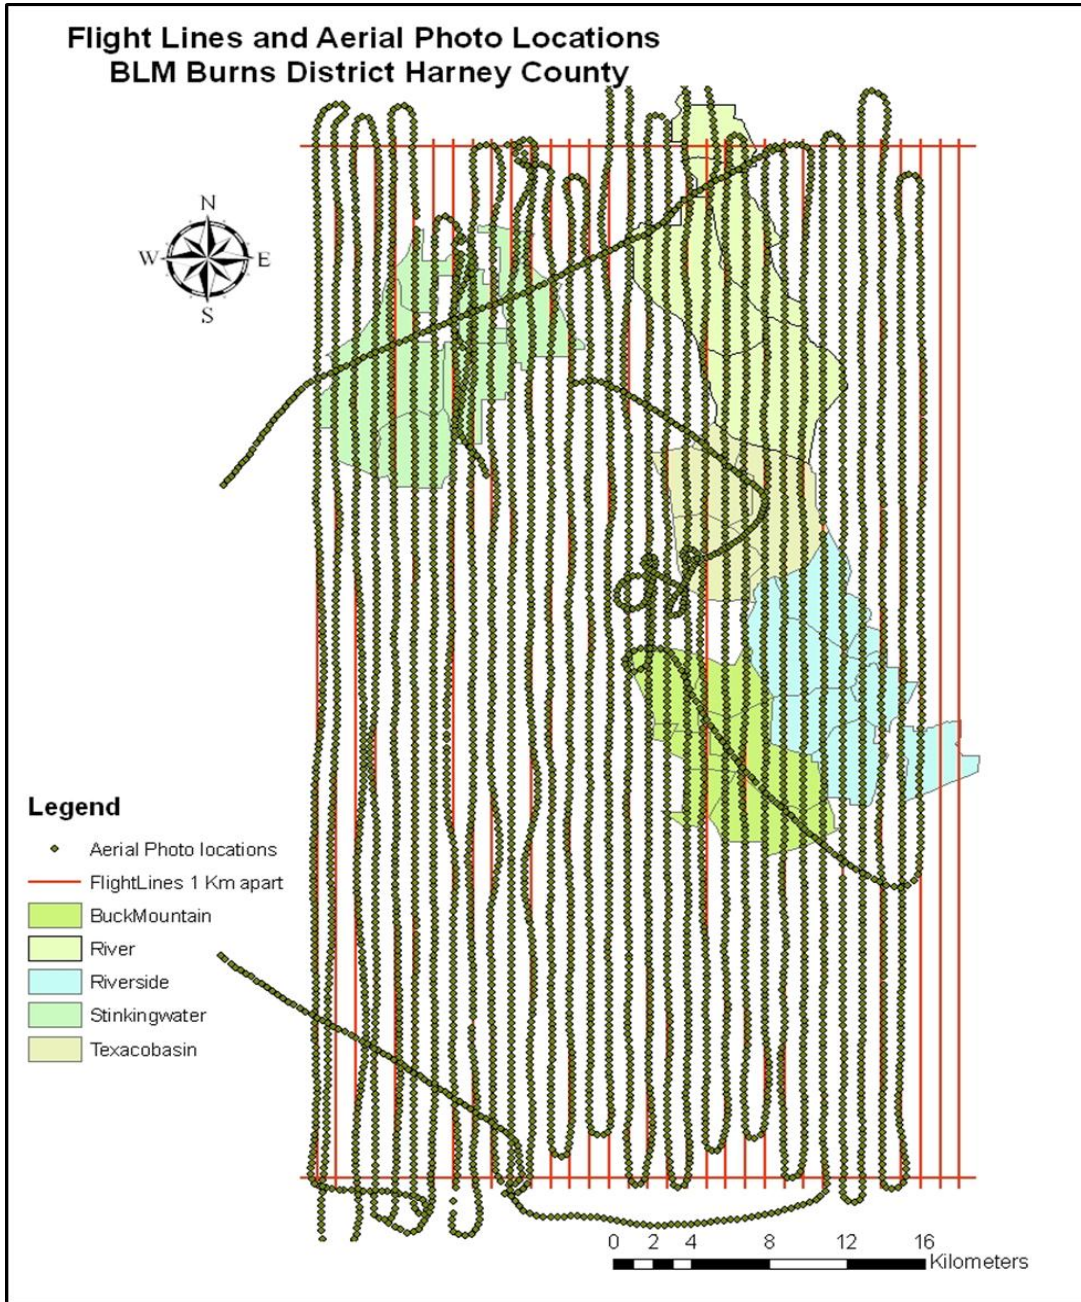 Flight Lines and Aerial Photo Locations
BLM Burns District Harney County
N
W E
S
Legend
Aerial Photo locations
FlightLines 1 Km apart
BuckMountain
River
Riverside
Stinkingwater
Texacobasin
0 2 4 8 12 16
Kilometers